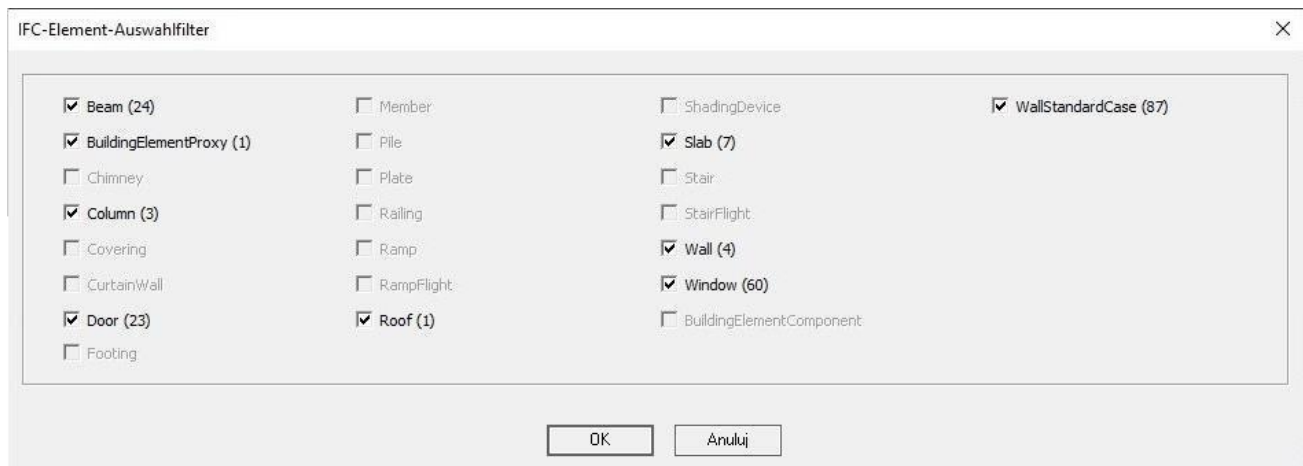 IFC-Element-Auswahlfilter
Beam (24)
BuildingElementProxy (1)
Chimney
Column (3)
Covering
CurtainWall
Door (23)
Footing
Member
Pile
Plate
Railing
Ramp
RampFlight
Roof (1)
ShadingDevice
Slab (7)
Stair
StairFlight
Wall (4)
Window (60)
BuildingElementComponent
WallStandardCase (87)
OK
Anuluj